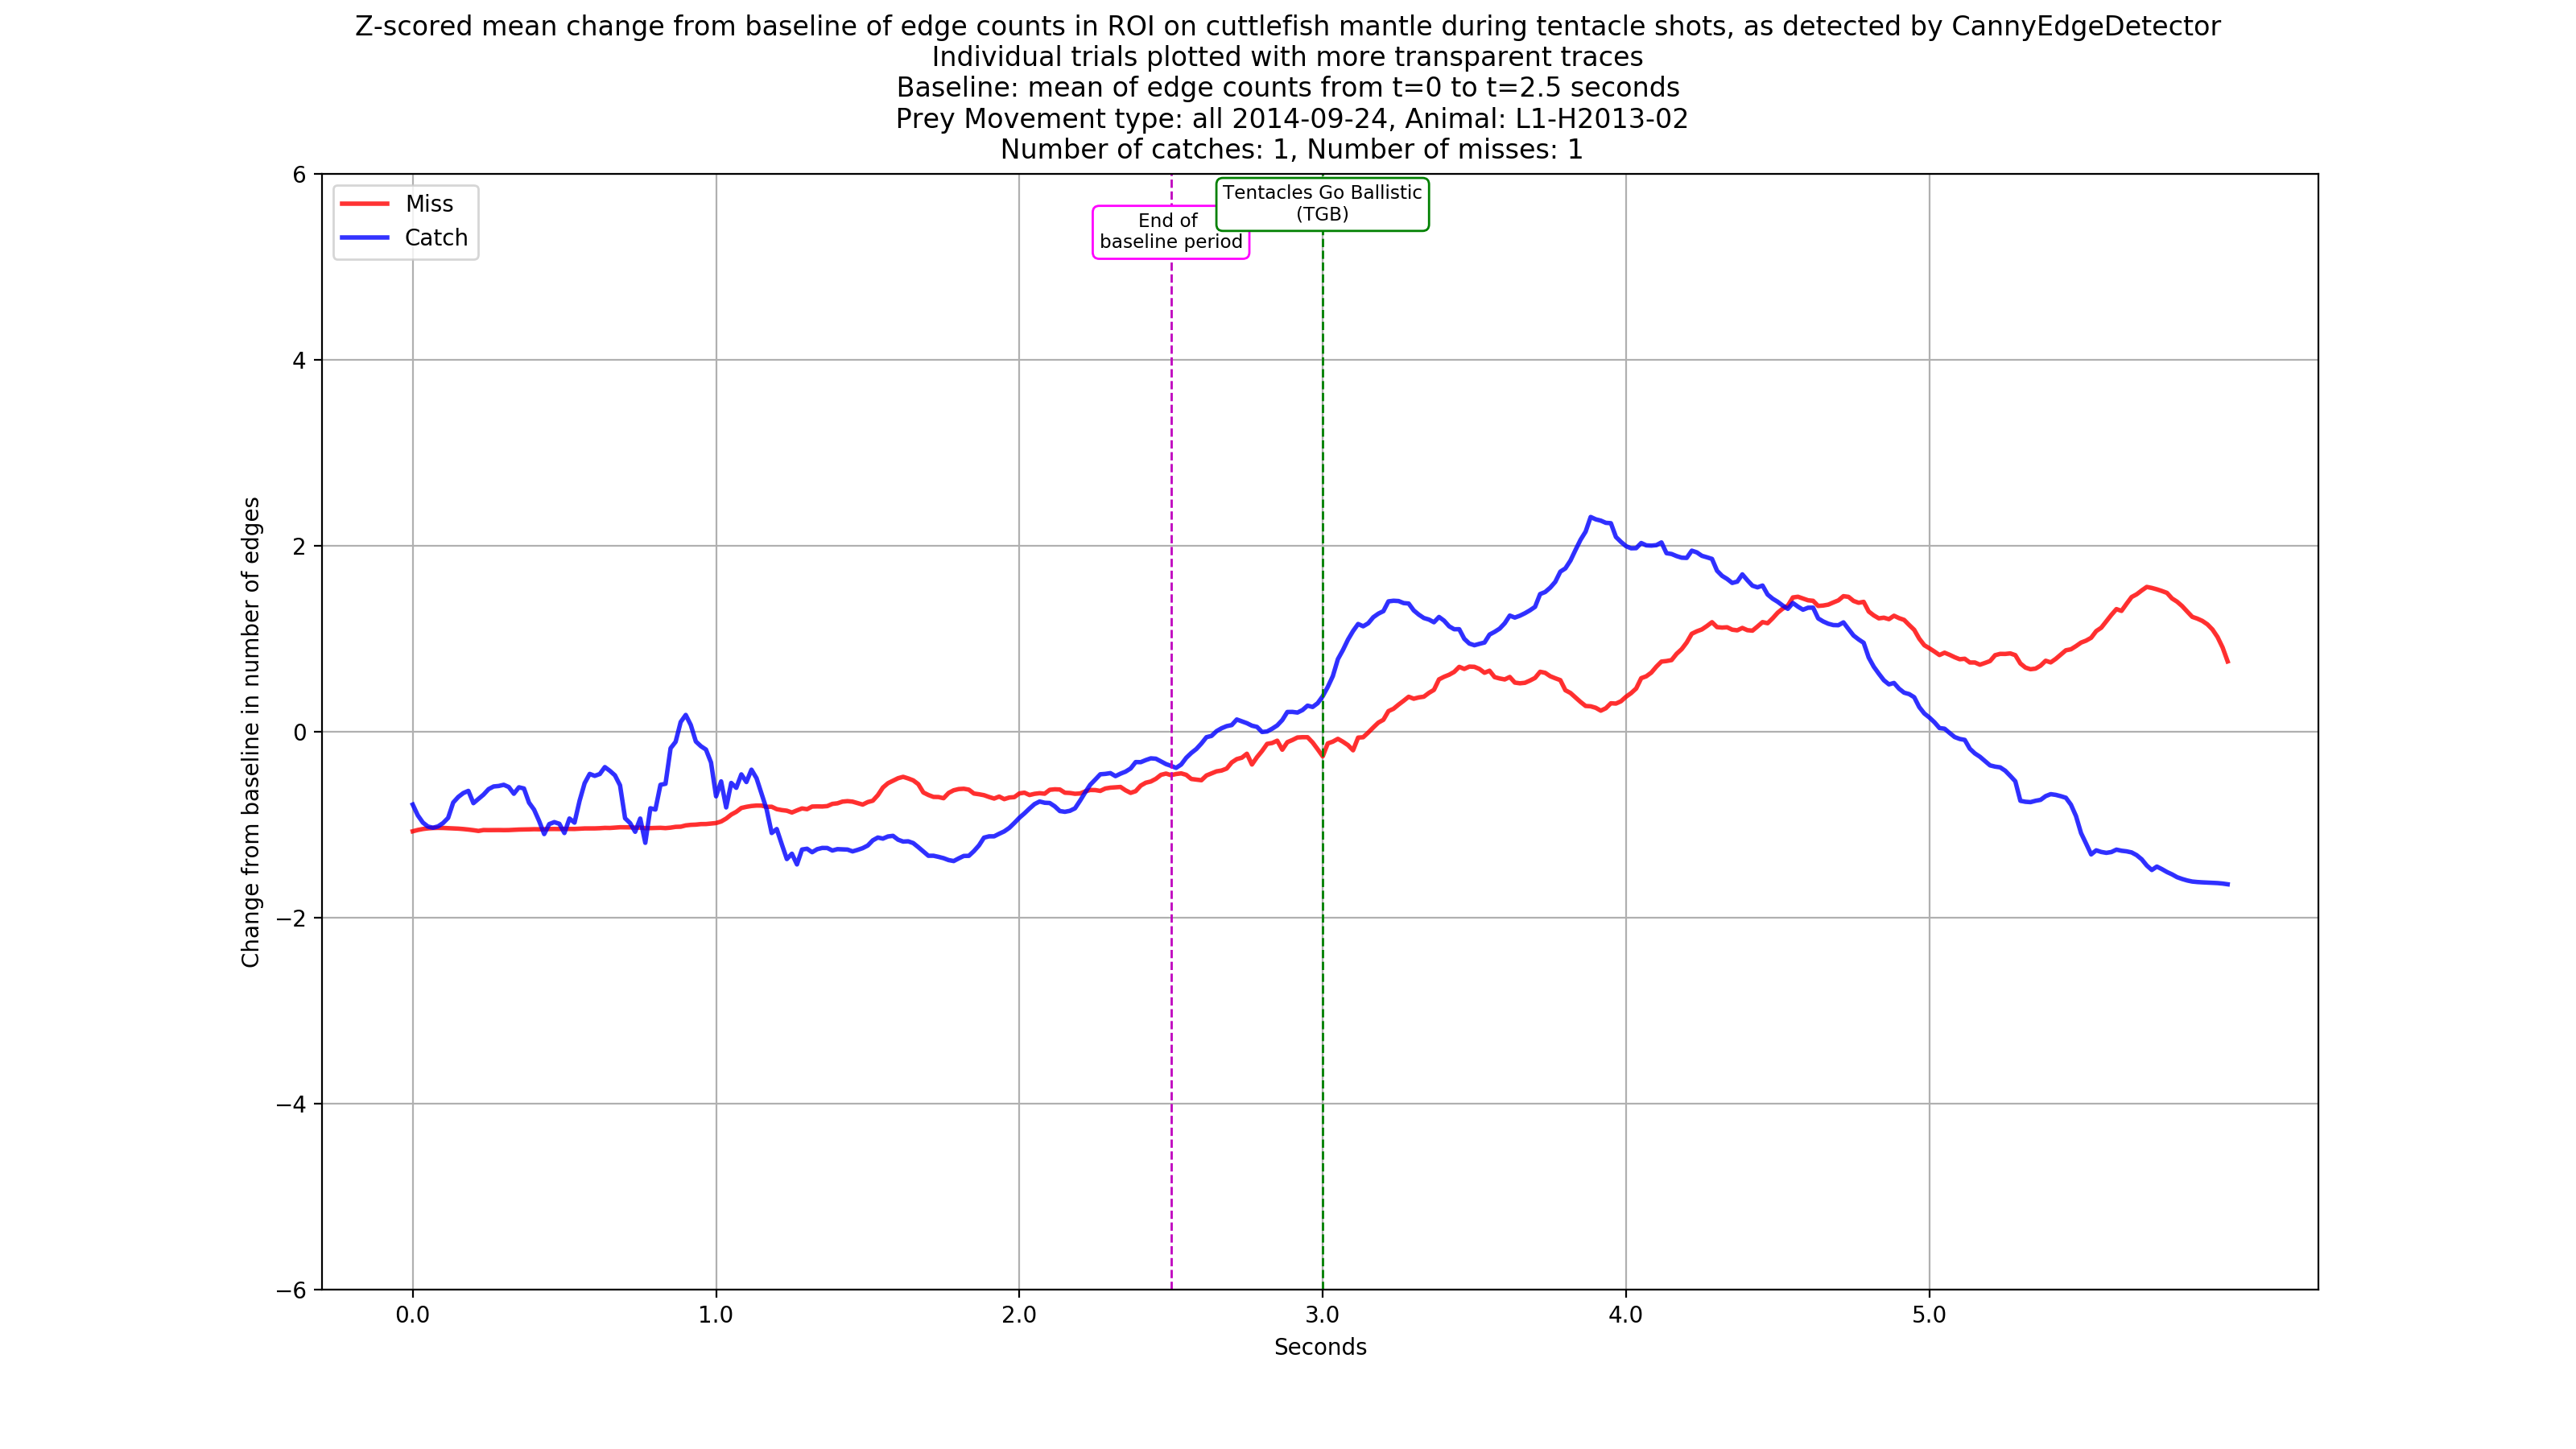 Z-scored mean change from baseline of edge counts in ROI on cuttlefish mantle during tentacle shots, as detected by CannyEdgeDetector
Individual trials plotted with more transparent traces
Baseline: mean of edge counts from t=0 to t=2.5 seconds
Prey Movement type: all 2014-09-24, Animal: L1-H2013-02
Number of catches: 1, Number of misses: 1
Miss
Catch
End of
baseline period
Tentacles Go Ballistic
(TGB)
6
4
2
0
−2
−4
−6
Change from baseline in number of edges
0.0
1.0
2.0
3.0
4.0
5.0
Seconds